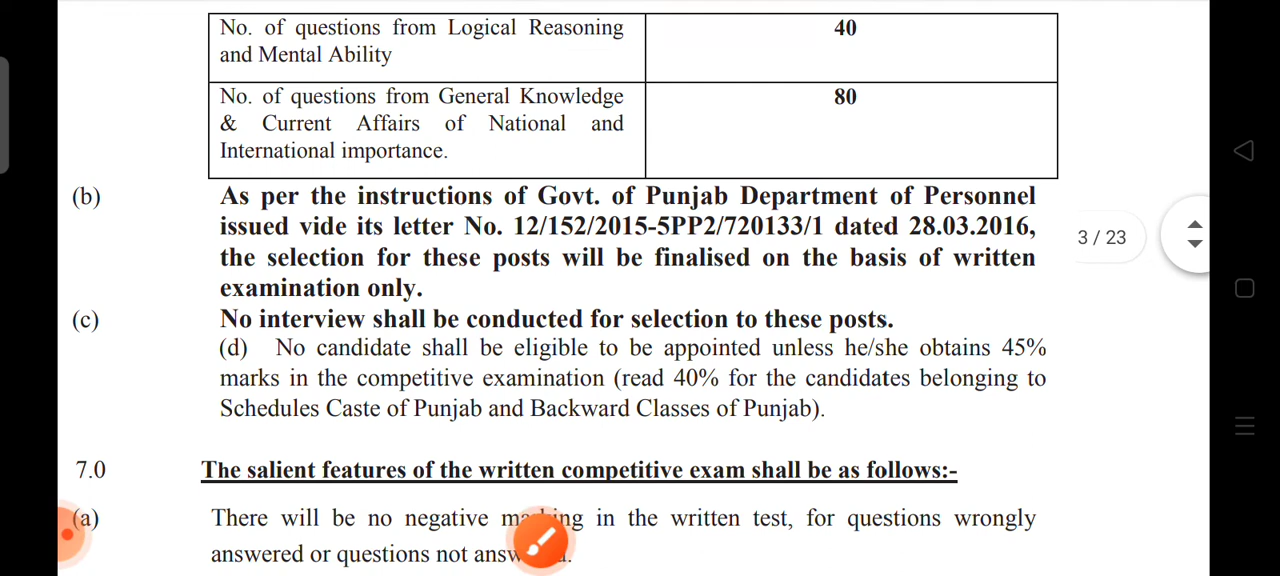 No. of questions from Logical Reasoning
and Mental Ability
40
No. of questions from General Knowledge
& Current Affairs of National and
International importance.
80
(b) As per the instructions of Govt. of Punjab Department of Personnel
issued vide its letter No. 12/152/2015-5PP2/720133/1 dated 28.03.2016,
the selection for these posts will be finalised on the basis of written
examination only.
3 / 23
(c) No interview shall be conducted for selection to these posts.
(d) No candidate shall be eligible to be appointed unless he/she obtains 45%
marks in the competitive examination (read 40% for the candidates belonging to
Schedules Caste of Punjab and Backward Classes of Punjab).
7.0 The salient features of the written competitive exam shall be as follows:-
(a) There will be no negative marking in the written test, for questions wrongly
answered or questions not